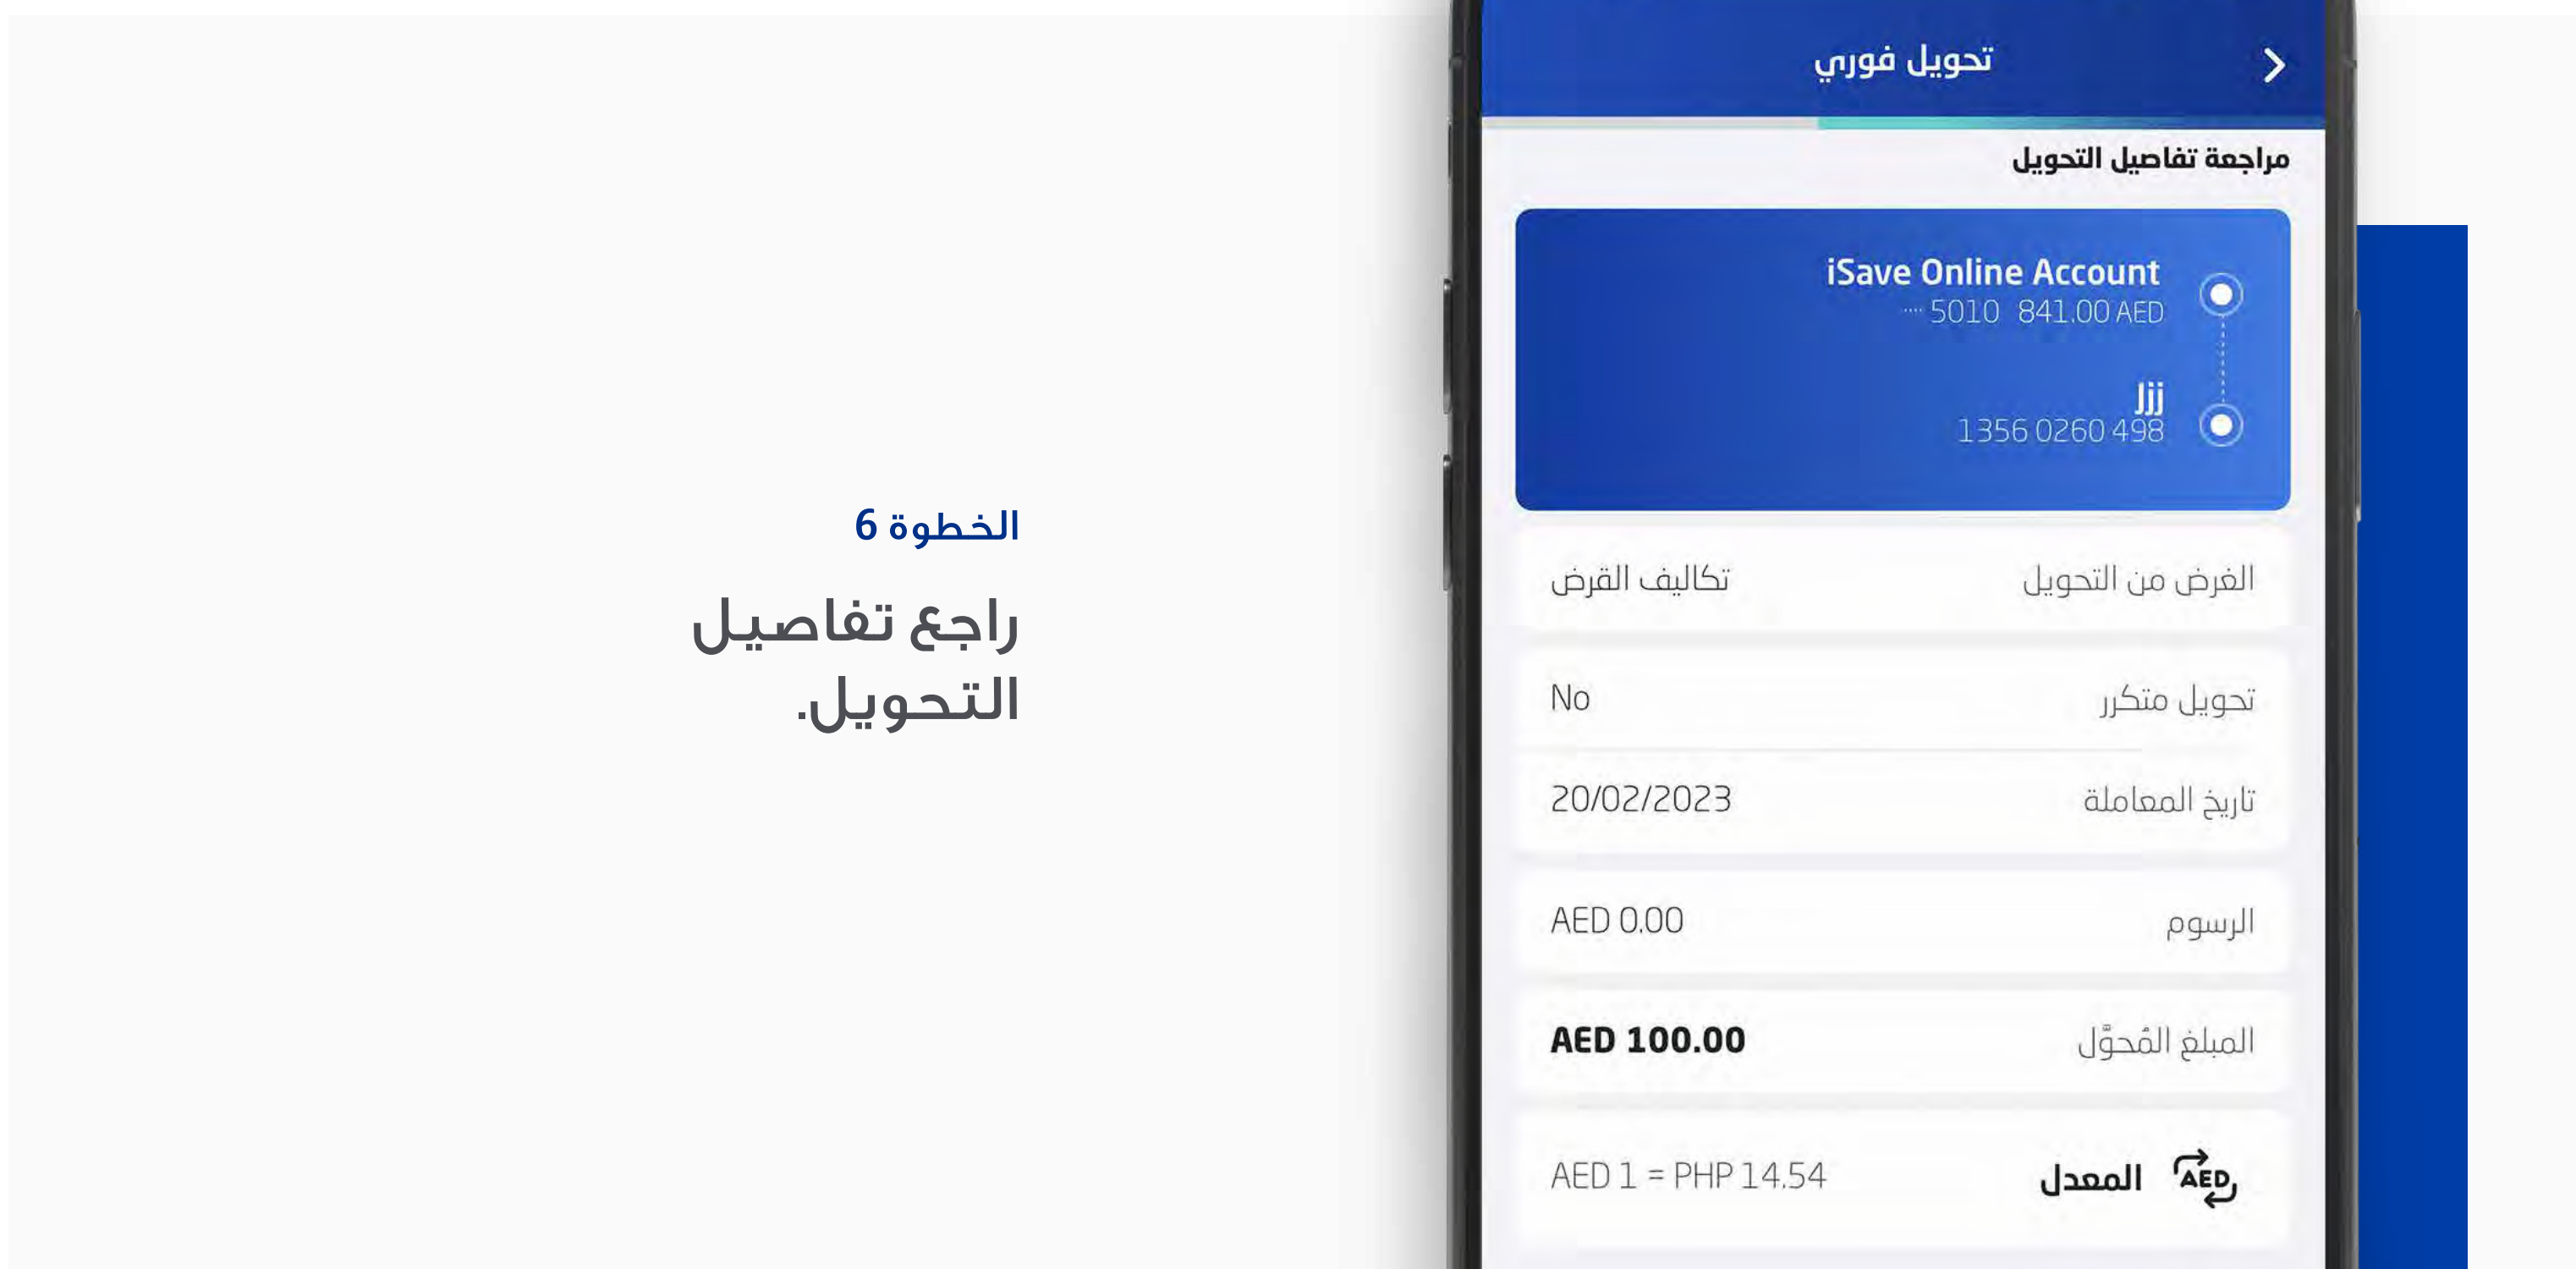 تحويل فوري
مراجعة تفاصيل التحويل
iSave Online Account
.... 5010 841.00 AED
jjl
1356 0260 498
الغرض من التحويل تكاليف القرض
تحويل متكرر No
تاريخ المعاملة 20/02/2023
الرسوم AED 0.00
المبلغ المُحوَّل AED 100.00
AED المعدل AED 1 = PHP 14.54
الخطوة 6
راجع تفاصيل
التحويل.